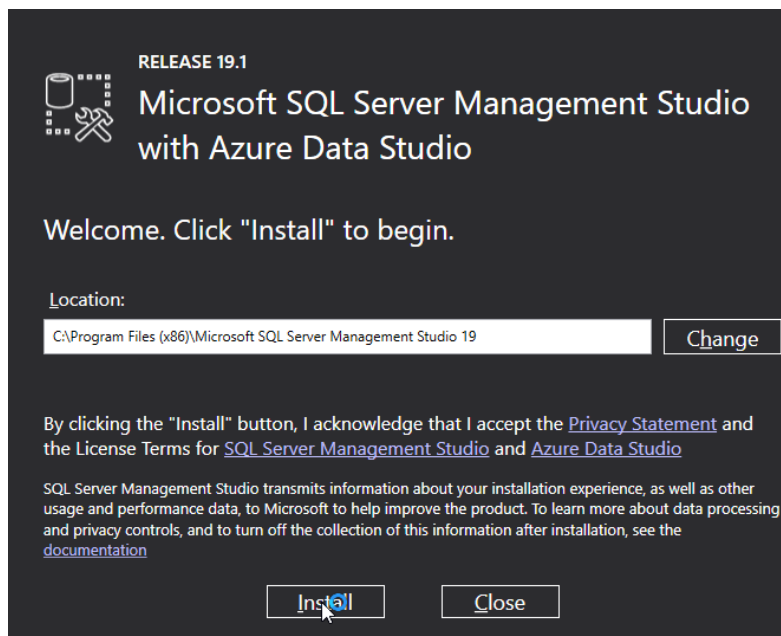 RELEASE 19.1
Microsoft SQL Server Management Studio
with Azure Data Studio
Welcome. Click "Install" to begin.
Location:
C:\Program Files (x86)\Microsoft SQL Server Management Studio 19
Change
By clicking the "Install" button, I acknowledge that I accept the Privacy Statement and
the License Terms for SQL Server Management Studio and Azure Data Studio
SQL Server Management Studio transmits information about your installation experience, as well as other
usage and performance data, to Microsoft to help improve the product. To learn more about data processing
and privacy controls, and to turn off the collection of this information after installation, see the
documentation
Install
Close